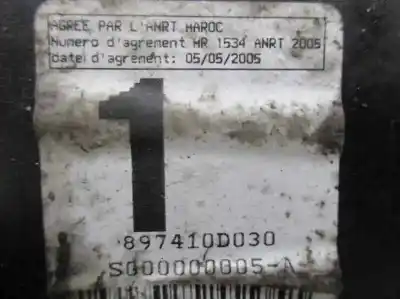 AGREE PAR L'ANRT MAROC
Numero d'agrement MR 1534 ANRT 2005
Date d'agrement: 05/05/2005
1
897410D030
S000000005-A